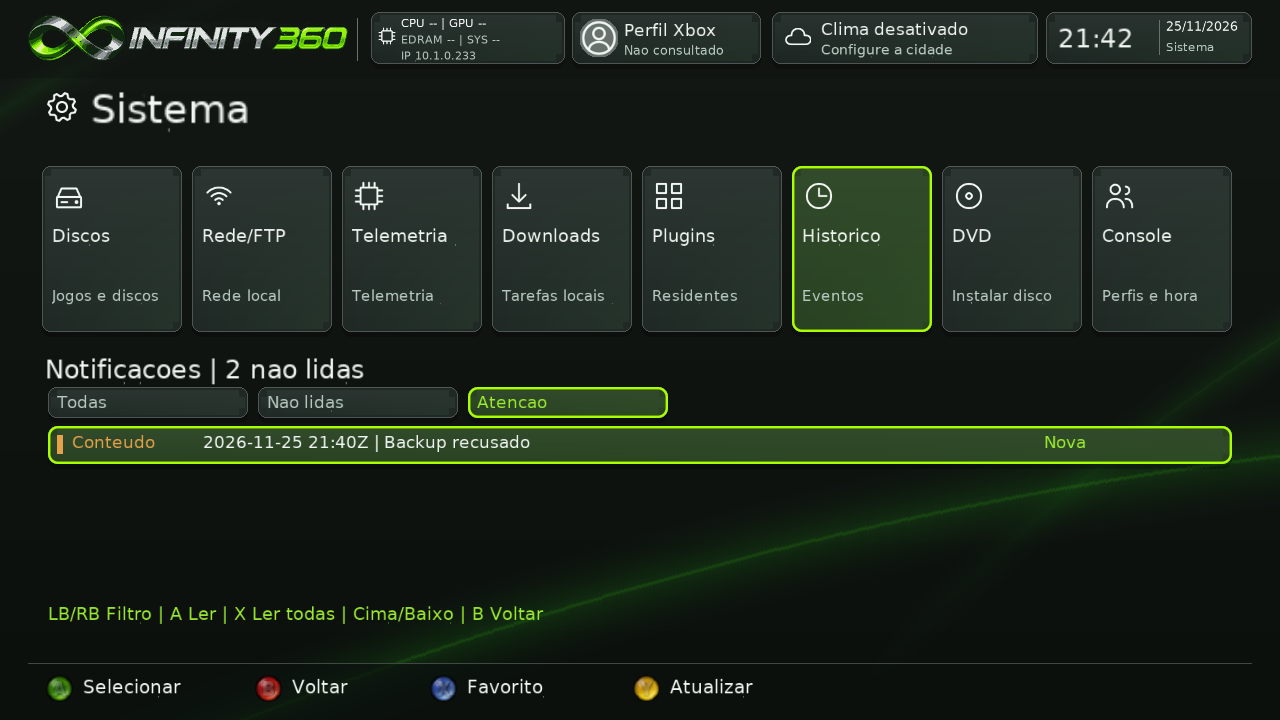 INFINITY 360
CPU -- | GPU --
EDRAM -- | SYS --
IP 10.1.0.233
Perfil Xbox
Nao consultado
Clima desativado
Configure a cidade
21:42
25/11/2026
Sistema
Sistema
Discos
Rede/FTP
Telemetria
Downloads
Plugins
Historico
DVD
Console
Jogos e discos
Rede local
Telemetria
Tarefas locais
Residentes
Eventos
Instalar disco
Perfis e hora
Notificacoes | 2 nao lidas
Todas
Nao lidas
Atencao
Conteudo 2026-11-25 21:40Z | Backup recusado Nova
LB/RB Filtro | A Ler | X Ler todas | Cima/Baixo | B Voltar
A Selecionar B Voltar X Favorito Y Atualizar